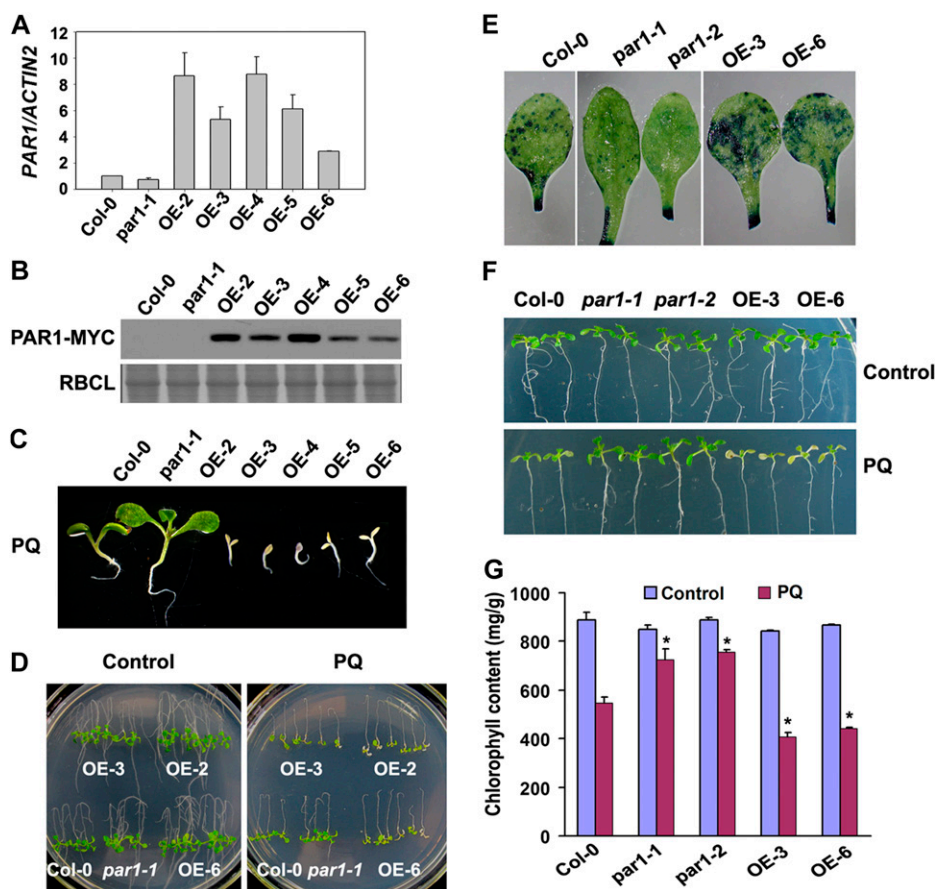 A
PAR1/ACTIN2
12
10
8
6
4
2
0
Col-0 par1-1 OE-2 OE-3 OE-4 OE-5 OE-6
B
Col-0 par1-1 OE-2 OE-3 OE-4 OE-5 OE-6
PAR1-MYC
RBCL
C
Col-0 par1-1 OE-2 OE-3 OE-4 OE-5 OE-6
PQ
D
Control PQ
OE-3 OE-2 OE-3 OE-2
Col-0 par1-1 OE-6 Col-0 par1-1 OE-6
E
Col-0 par1-1 par1-2 OE-3 OE-6
F
Col-0 par1-1 par1-2 OE-3 OE-6
Control
PQ
G
Control PQ
Chlorophyll content (mg/g)
1000
800
600
400
200
0
* * * *
Col-0 par1-1 par1-2 OE-3 OE-6